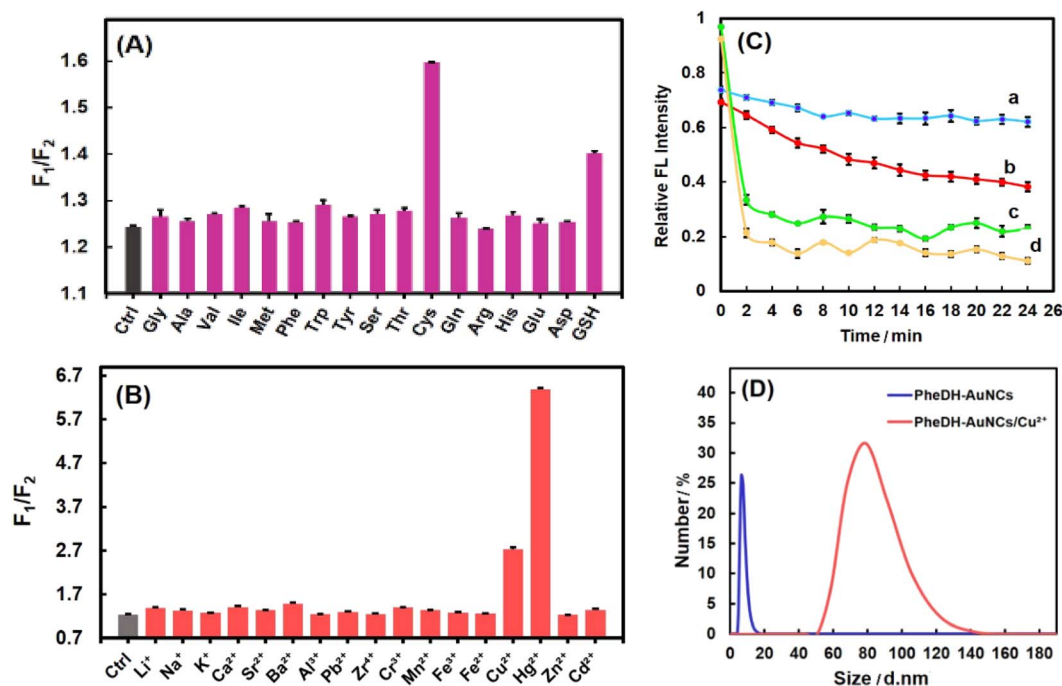 (A)
F₁/F₂
1.6
1.5
1.4
1.3
1.2
1.1
Ctrl
Gly
Ala
Val
Ile
Met
Phe
Trp
Tyr
Ser
Thr
Cys
Gln
Arg
His
Glu
Asp
GSH
(B)
F₁/F₂
6.7
5.7
4.7
3.7
2.7
1.7
0.7
Ctrl
Li⁺
Na⁺
K⁺
Ca²⁺
Sr²⁺
Ba²⁺
Al³⁺
Pb²⁺
Zr⁴⁺
Cr³⁺
Mn²⁺
Fe³⁺
Fe²⁺
Cu²⁺
Hg²⁺
Zn²⁺
Cd²⁺
(C)
Relative FL Intensity
1
0.8
0.6
0.4
0.2
0
a
b
c
d
0 2 4 6 8 10 12 14 16 18 20 22 24 26
Time / min
(D)
PheDH-AuNCs
PheDH-AuNCs/Cu²⁺
Number / %
40
35
30
25
20
15
10
5
0
0 20 40 60 80 100 120 140 160 180
Size / d.nm